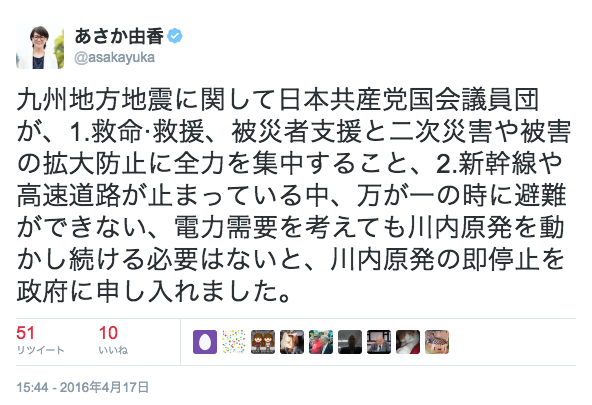 あさか由香
@asakayuka
九州地方地震に関して日本共産党国会議員団
が、1.救命·救援、被災者支援と二次災害や被害
の拡大防止に全力を集中すること、2.新幹線や
高速道路が止まっている中、万が一の時に避難
ができない、電力需要を考えても川内原発を動
かし続ける必要はないと、川内原発の即停止を
政府に申し入れました。
51 10
リツイート いいね
15:44 - 2016年4月17日